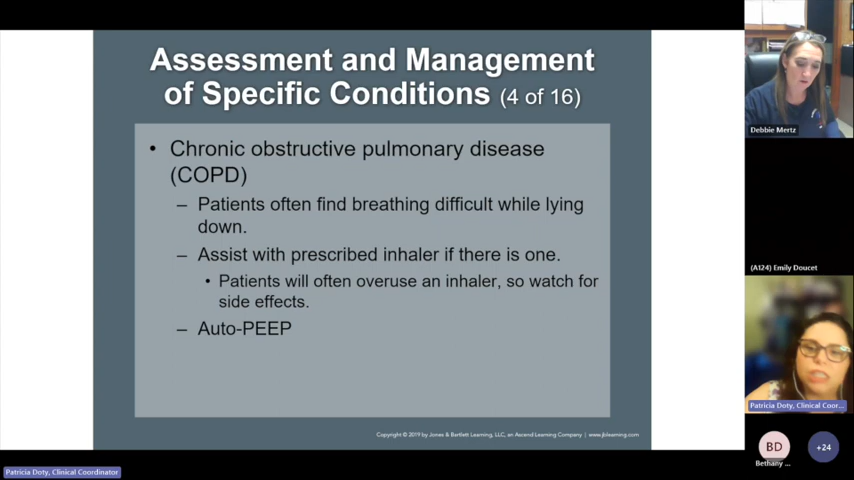 Assessment and Management
of Specific Conditions (4 of 16)
• Chronic obstructive pulmonary disease
(COPD)
– Patients often find breathing difficult while lying
down.
– Assist with prescribed inhaler if there is one.
• Patients will often overuse an inhaler, so watch for
side effects.
– Auto-PEEP
Copyright © 2019 by Jones & Bartlett Learning, LLC, an Ascend Learning Company | www.jblearning.com
Debbie Mertz
(A124) Emily Doucet
Patricia Doty, Clinical Coor...
BD
+24
Bethany ...
Patricia Doty, Clinical Coordinator